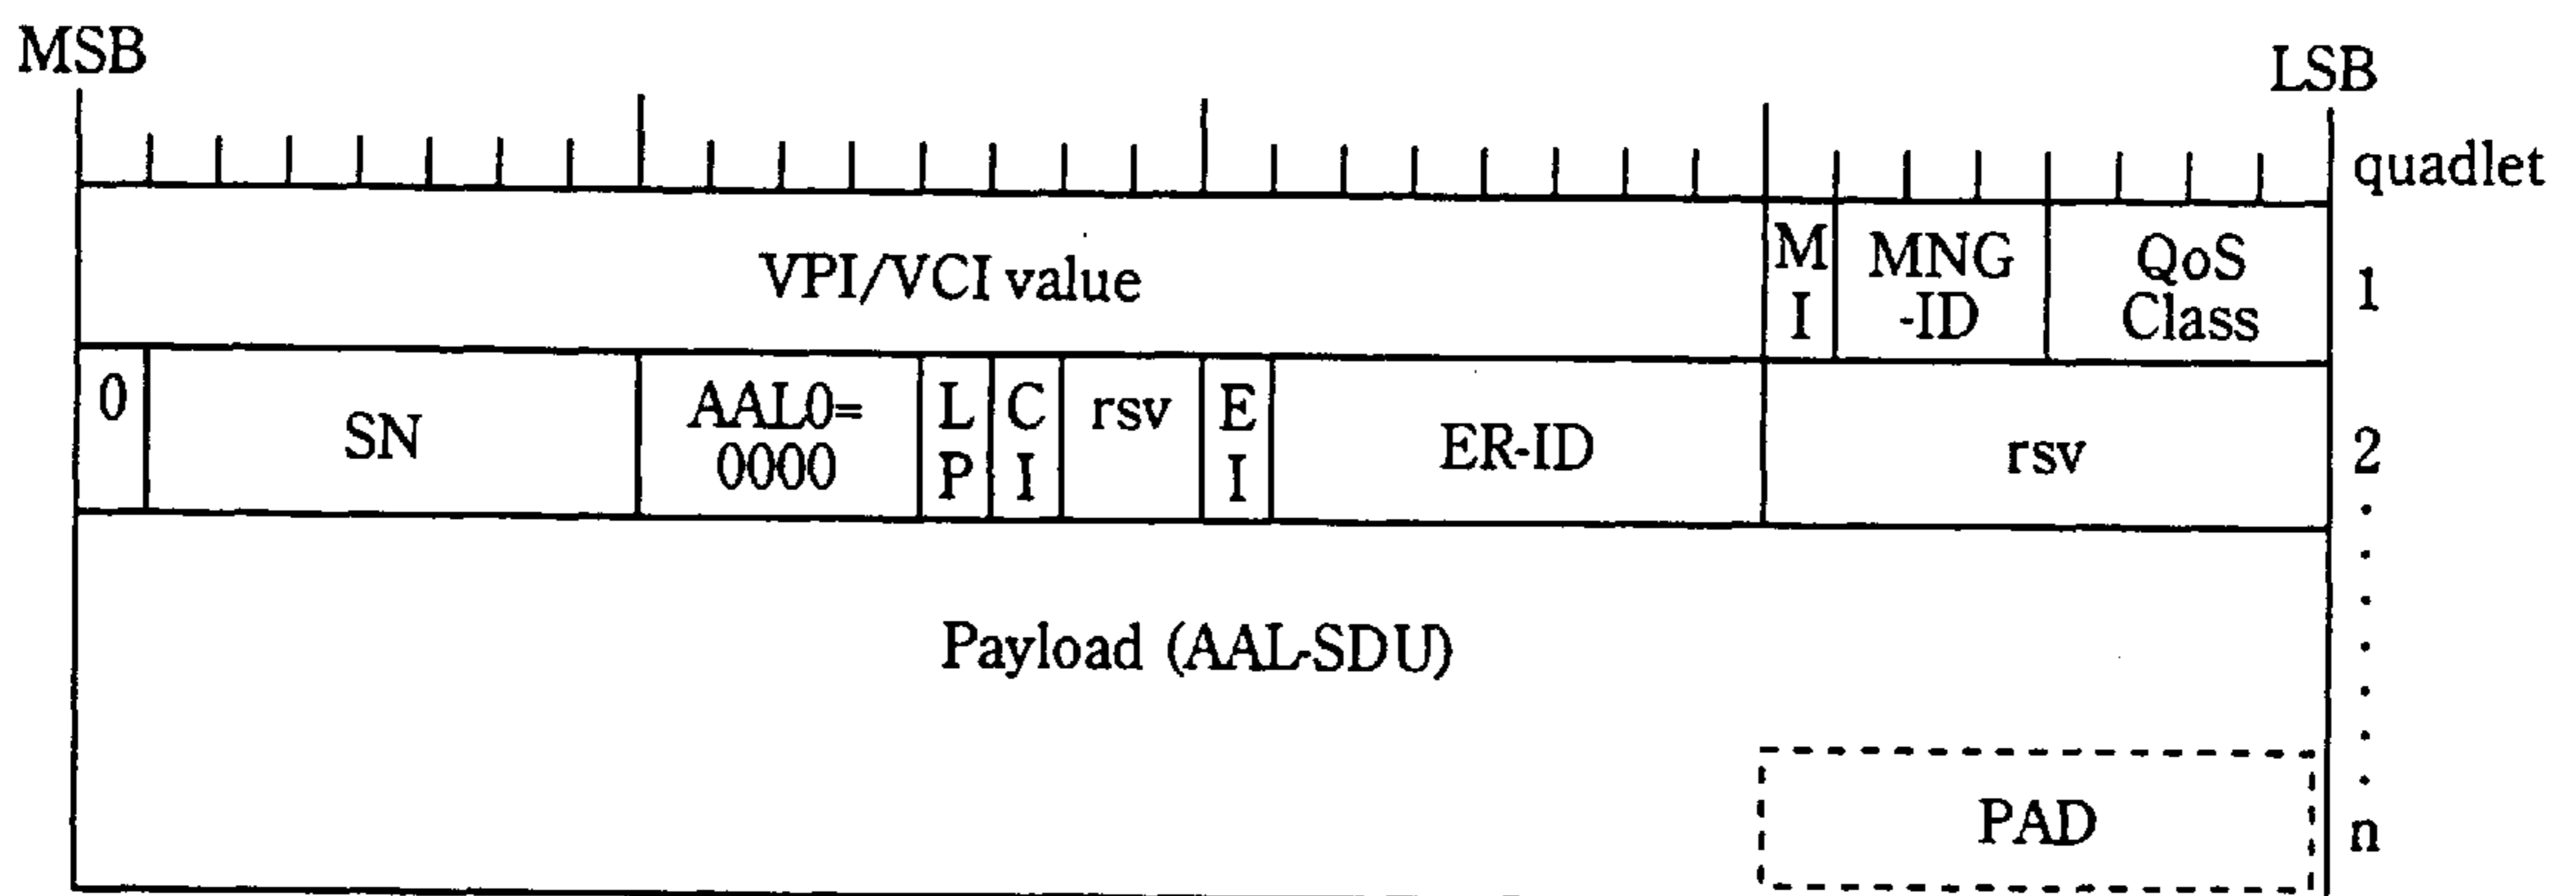 MSB
LSB
quadlet
VPI/VCI value
M
I
MNG
-ID
QoS
Class
1
0
SN
AAL0=
0000
L
P
C
I
rsv
E
I
ER-ID
rsv
2
Payload (AAL-SDU)
PAD
n